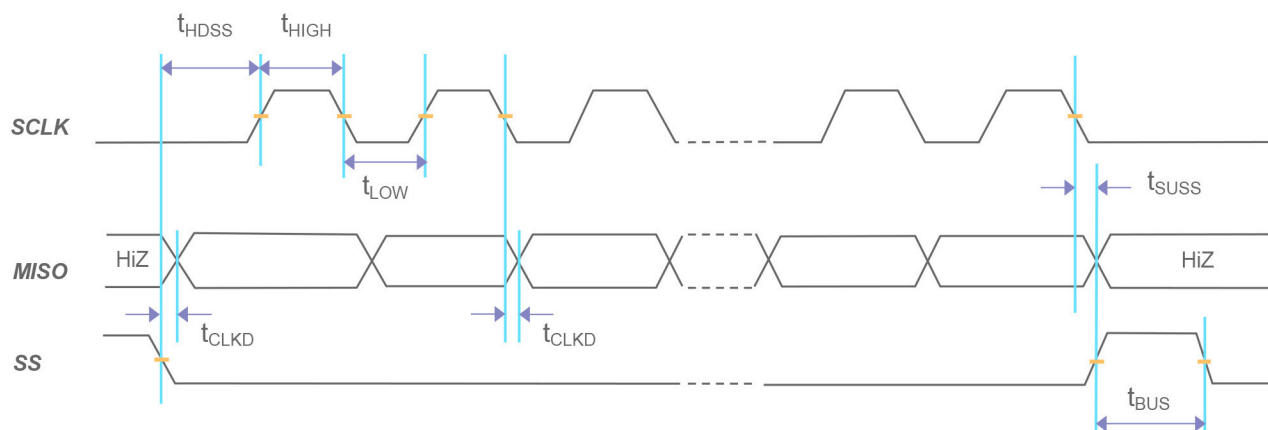 tHDSS tHIGH
SCLK
tLOW tSUSS
HiZ HiZ
MISO
tCLKD tCLKD
SS
tBUS